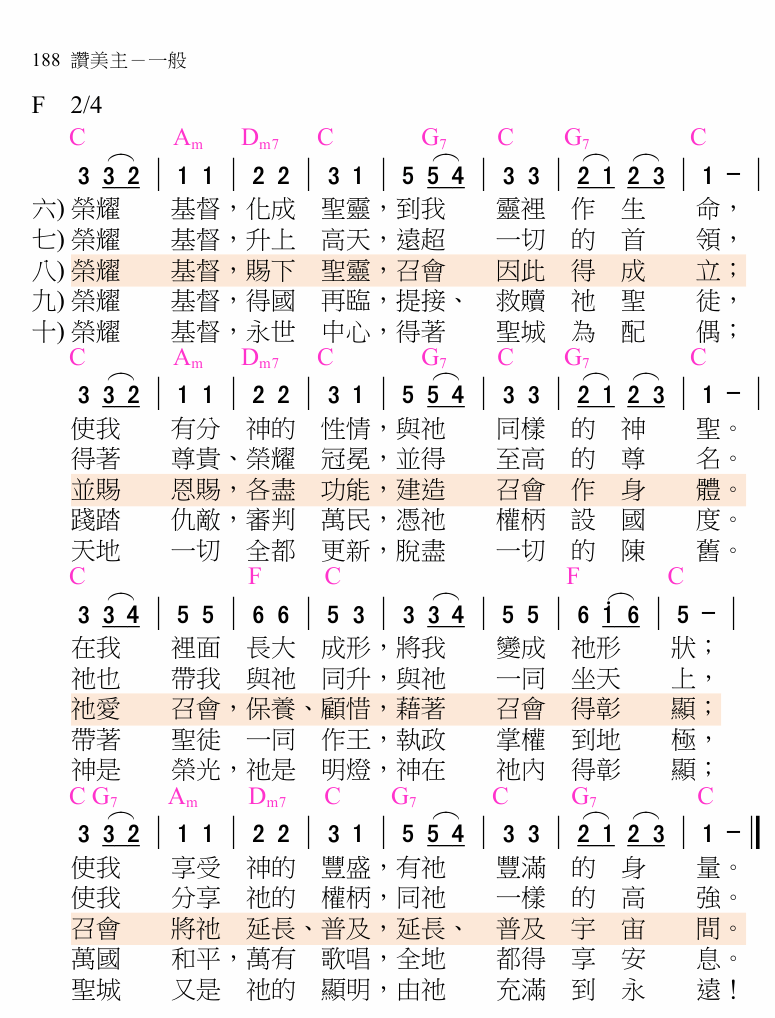 188 讚美主－一般
F 2/4
C Am Dm7 C G7 C G7 C
3 3 2 | 1 1 | 2 2 | 3 1 | 5 5 4 | 3 3 | 2 1 2 3 | 1 － |
六) 榮耀 基督，化成 聖靈，到我 靈裡 作 生 命，
七) 榮耀 基督，升上 高天，遠超 一切 的 首 領，
八) 榮耀 基督，賜下 聖靈，召會 因此 得 成 立；
九) 榮耀 基督，得國 再臨，提接、 救贖 祂 聖 徒，
十) 榮耀 基督，永世 中心，得著 聖城 為 配 偶；
C Am Dm7 C G7 C G7 C
3 3 2 | 1 1 | 2 2 | 3 1 | 5 5 4 | 3 3 | 2 1 2 3 | 1 － |
使我 有分 神的 性情，與祂 同樣 的 神 聖。
得著 尊貴、榮耀 冠冕，並得 至高 的 尊 名。
並賜 恩賜，各盡 功能，建造 召會 作 身 體。
踐踏 仇敵，審判 萬民，憑祂 權柄 設 國 度。
天地 一切 全都 更新，脫盡 一切 的 陳 舊。
C F C F C
3 3 4 | 5 5 | 6 6 | 5 3 | 3 3 4 | 5 5 | 6 i 6 | 5 － |
在我 裡面 長大 成形，將我 變成 祂形 狀；
祂也 帶我 與祂 同升，與祂 一同 坐天 上，
祂愛 召會，保養、顧惜，藉著 召會 得彰 顯；
帶著 聖徒 一同 作王，執政 掌權 到地 極，
神是 榮光，祂是 明燈，神在 祂內 得彰 顯；
C G7 Am Dm7 C G7 C G7 C
3 3 2 | 1 1 | 2 2 | 3 1 | 5 5 4 | 3 3 | 2 1 2 3 | 1 － ||
使我 享受 神的 豐盛，有祂 豐滿 的 身 量。
使我 分享 祂的 權柄，同祂 一樣 的 高 強。
召會 將祂 延長、普及，延長、 普及 宇 宙 間。
萬國 和平，萬有 歌唱，全地 都得 享 安 息。
聖城 又是 祂的 顯明，由祂 充滿 到 永 遠！